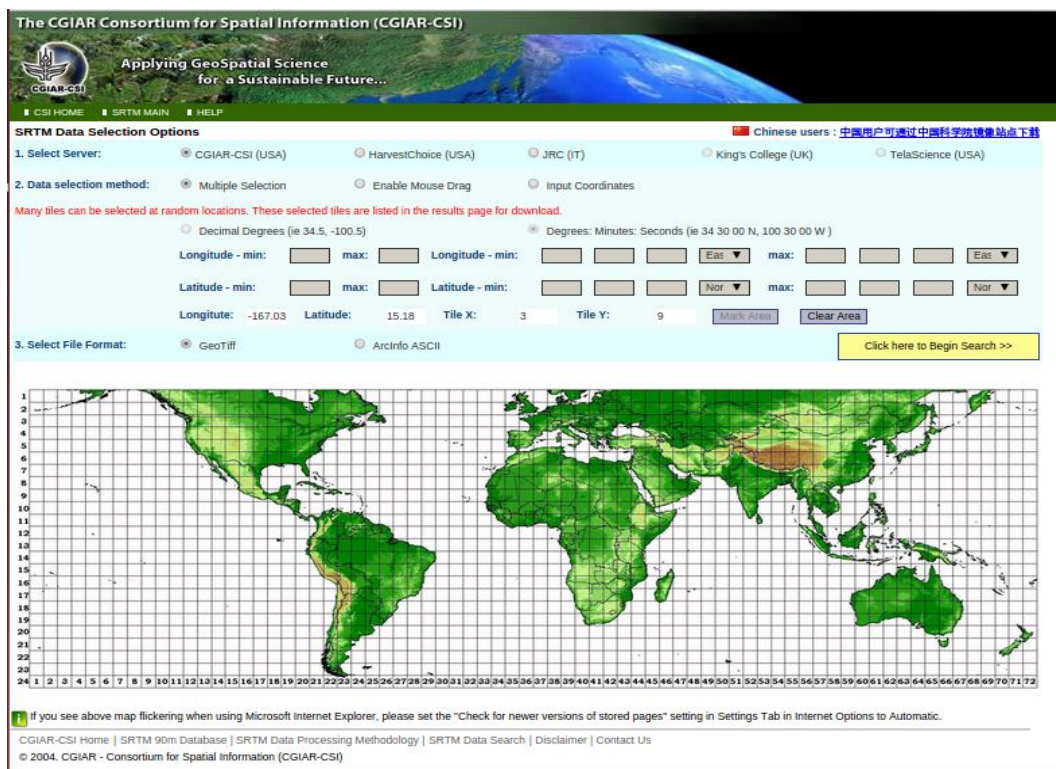 The CGIAR Consortium for Spatial Information (CGIAR-CSI)
Applying GeoSpatial Science
for a Sustainable Future...
CGIAR-CSI
CSI HOME SRTM MAIN HELP
SRTM Data Selection Options Chinese users : 中国用户可通过中国科学院镜像站点下载
1. Select Server: CGIAR-CSI (USA) HarvestChoice (USA) JRC (IT) King's College (UK) TelaScience (USA)
2. Data selection method: Multiple Selection Enable Mouse Drag Input Coordinates
Many tiles can be selected at random locations. These selected tiles are listed in the results page for download.
Decimal Degrees (ie 34.5, -100.5) Degrees: Minutes: Seconds (ie 34 30 00 N, 100 30 00 W )
Longitude - min: max: Longitude - min: Eas ▼ max: Eas ▼
Latitude - min: max: Latitude - min: Nor ▼ max: Nor ▼
Longitute: -167.03 Latitude: 15.18 Tile X: 3 Tile Y: 9 Mark Area Clear Area
3. Select File Format: GeoTiff ArcInfo ASCII Click here to Begin Search >>
1
2
3
4
5
6
7
8
9
10
11
12
13
14
15
16
17
18
19
20
21
22
23
24 1 2 3 4 5 6 7 8 9 10 11 12 13 14 15 16 17 18 19 20 21 22 23 24 25 26 27 28 29 30 31 32 33 34 35 36 37 38 39 40 41 42 43 44 45 46 47 48 49 50 51 52 53 54 55 56 57 58 59 60 61 62 63 64 65 66 67 68 69 70 71 72
i If you see above map flickering when using Microsoft Internet Explorer, please set the "Check for newer versions of stored pages" setting in Settings Tab in Internet Options to Automatic.
CGIAR-CSI Home | SRTM 90m Database | SRTM Data Processing Methodology | SRTM Data Search | Disclaimer | Contact Us
© 2004. CGIAR - Consortium for Spatial Information (CGIAR-CSI)